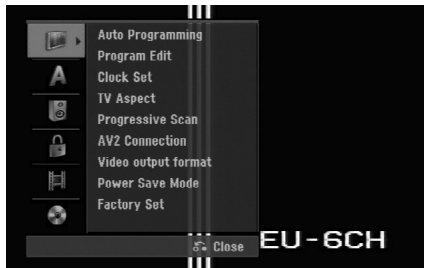 Auto Programming
Program Edit
A
Clock Set
TV Aspect
Progressive Scan
AV2 Connection
Video output format
Power Save Mode
Factory Set
Close
EU-6CH